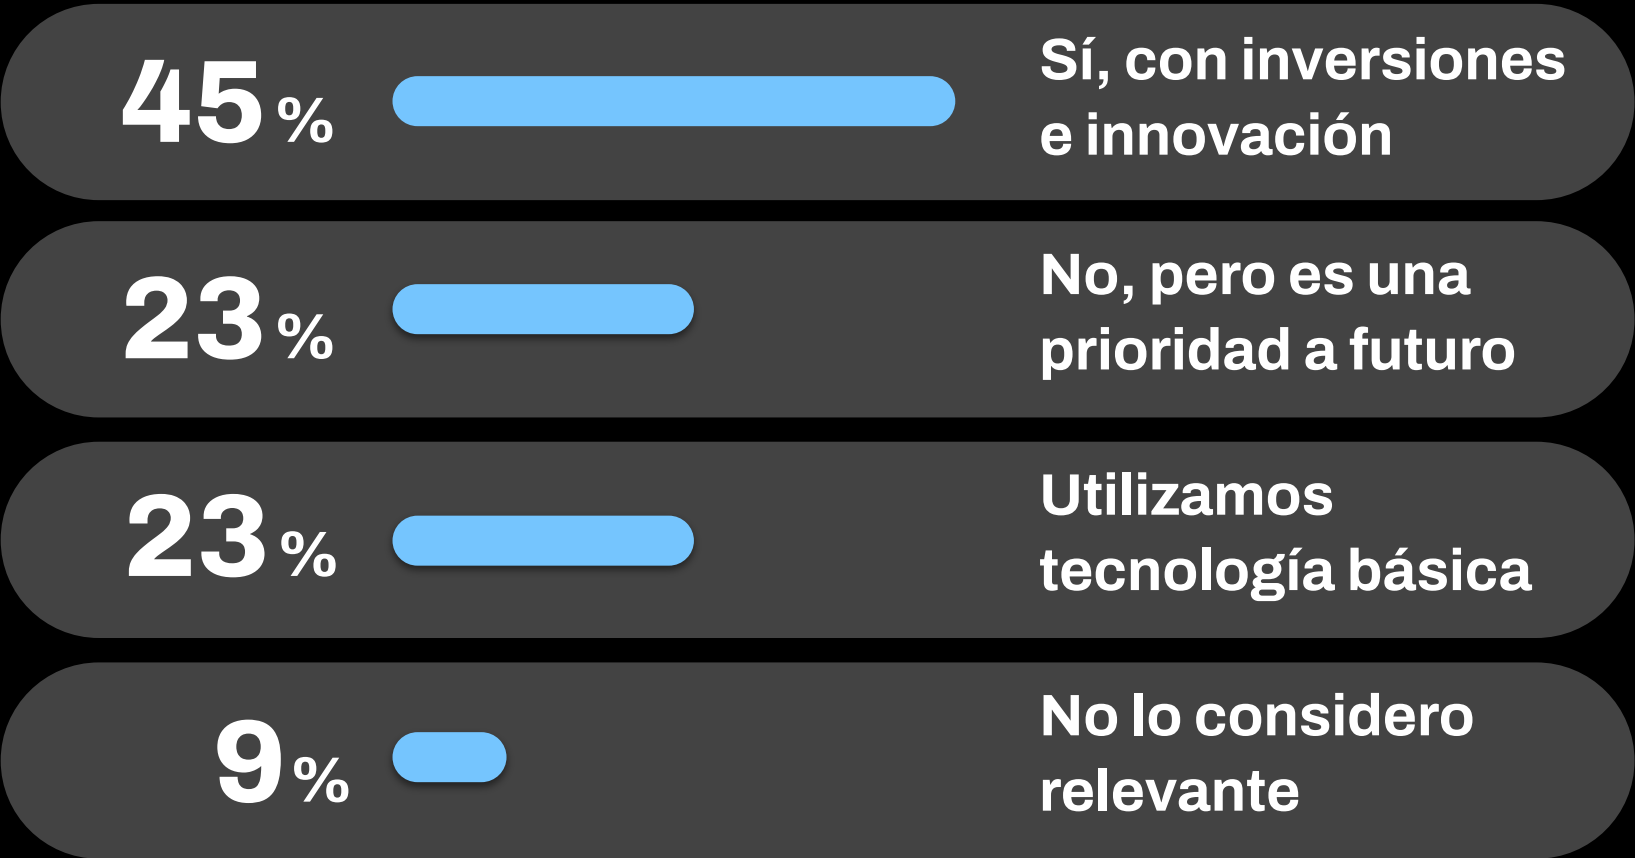 45 %
Sí, con inversiones
e innovación
23 %
No, pero es una
prioridad a futuro
23 %
Utilizamos
tecnología básica
9 %
No lo considero
relevante